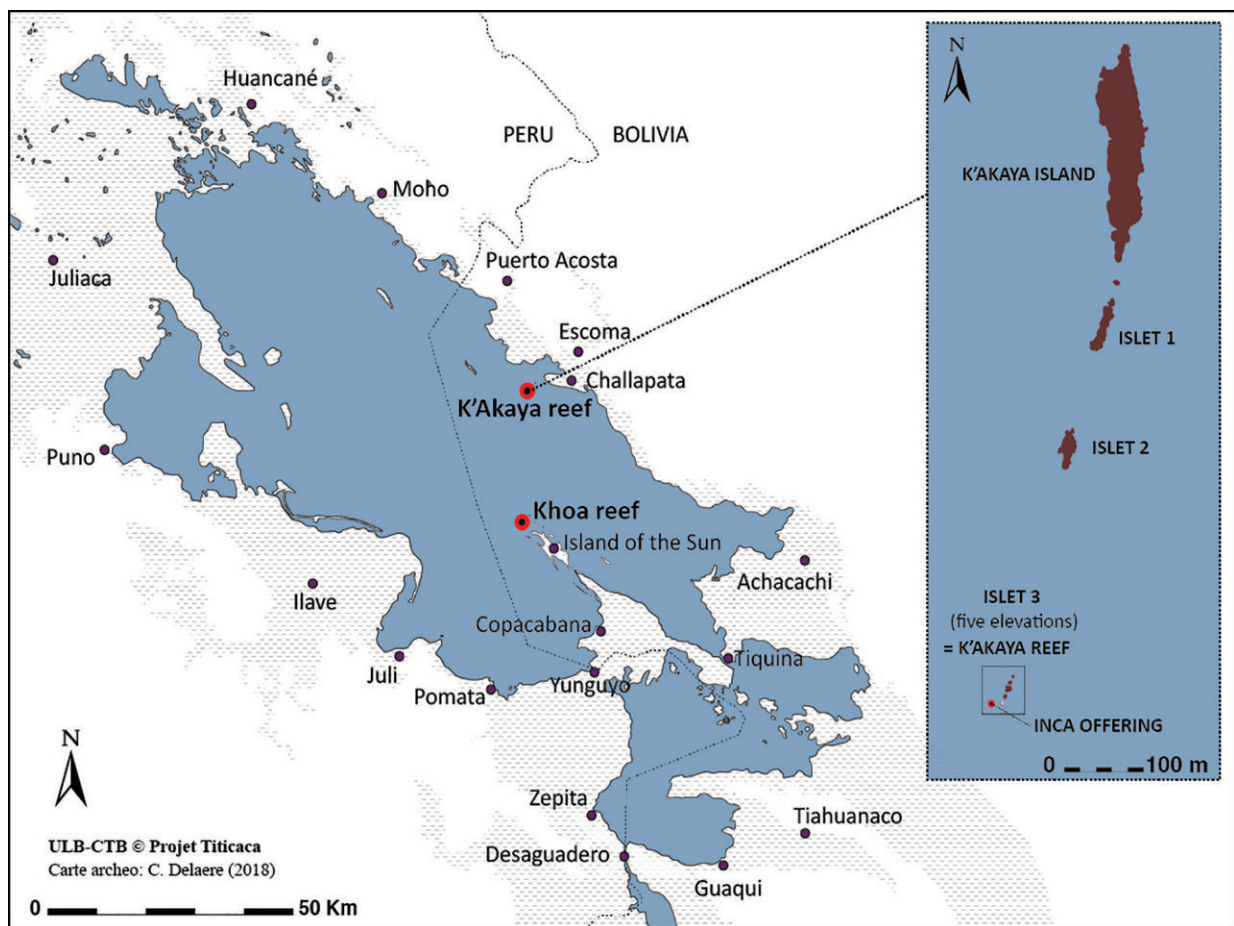 Huancané
PERU
BOLIVIA
Moho
Juliaca
Puerto Acosta
Escoma
Challapata
K'Akaya reef
Puno
Khoa reef
Island of the Sun
Achacachi
Ilave
Copacabana
Juli
Tiquina
Yunguyo
Pomata
Zepita
Tiahuanaco
Desaguadero
Guaqui
N
ULB-CTB © Projet Titicaca
Carte archeo: C. Delaere (2018)
0 50 Km
N
K'AKAYA ISLAND
ISLET 1
ISLET 2
ISLET 3
(five elevations)
= K'AKAYA REEF
INCA OFFERING
0 100 m